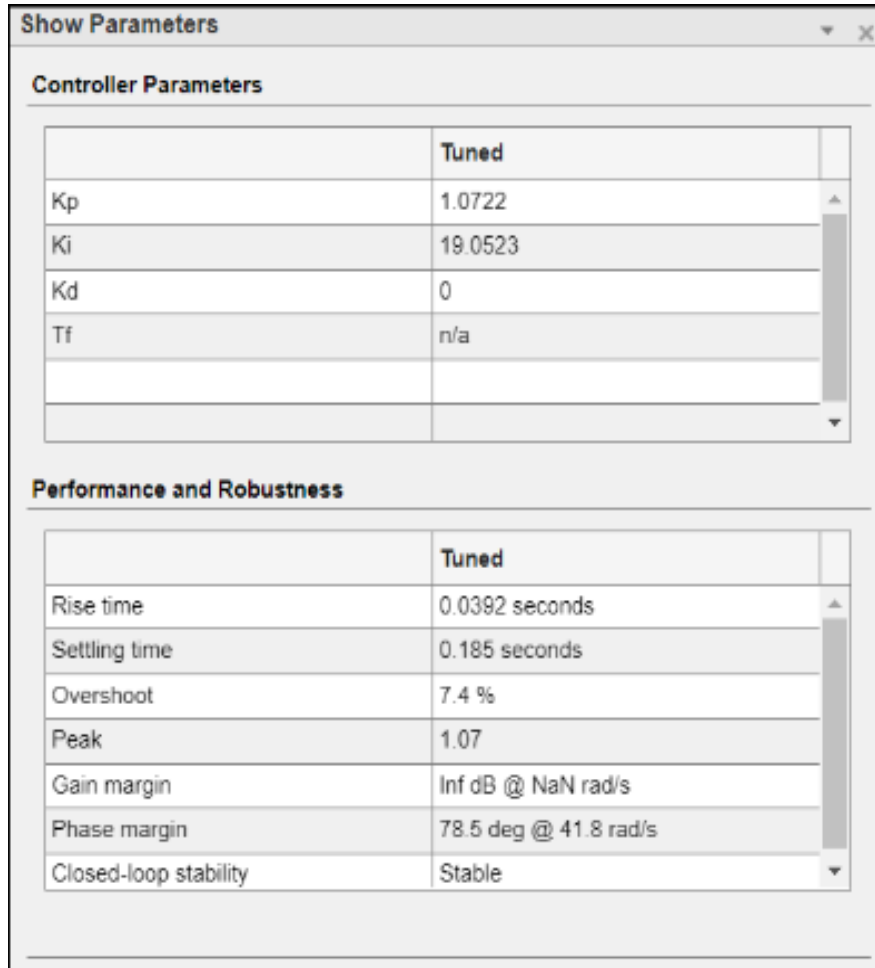 Show Parameters
Controller Parameters
Tuned
Kp 1.0722
Ki 19.0523
Kd 0
Tf n/a
Performance and Robustness
Tuned
Rise time 0.0392 seconds
Settling time 0.185 seconds
Overshoot 7.4 %
Peak 1.07
Gain margin Inf dB @ NaN rad/s
Phase margin 78.5 deg @ 41.8 rad/s
Closed-loop stability Stable